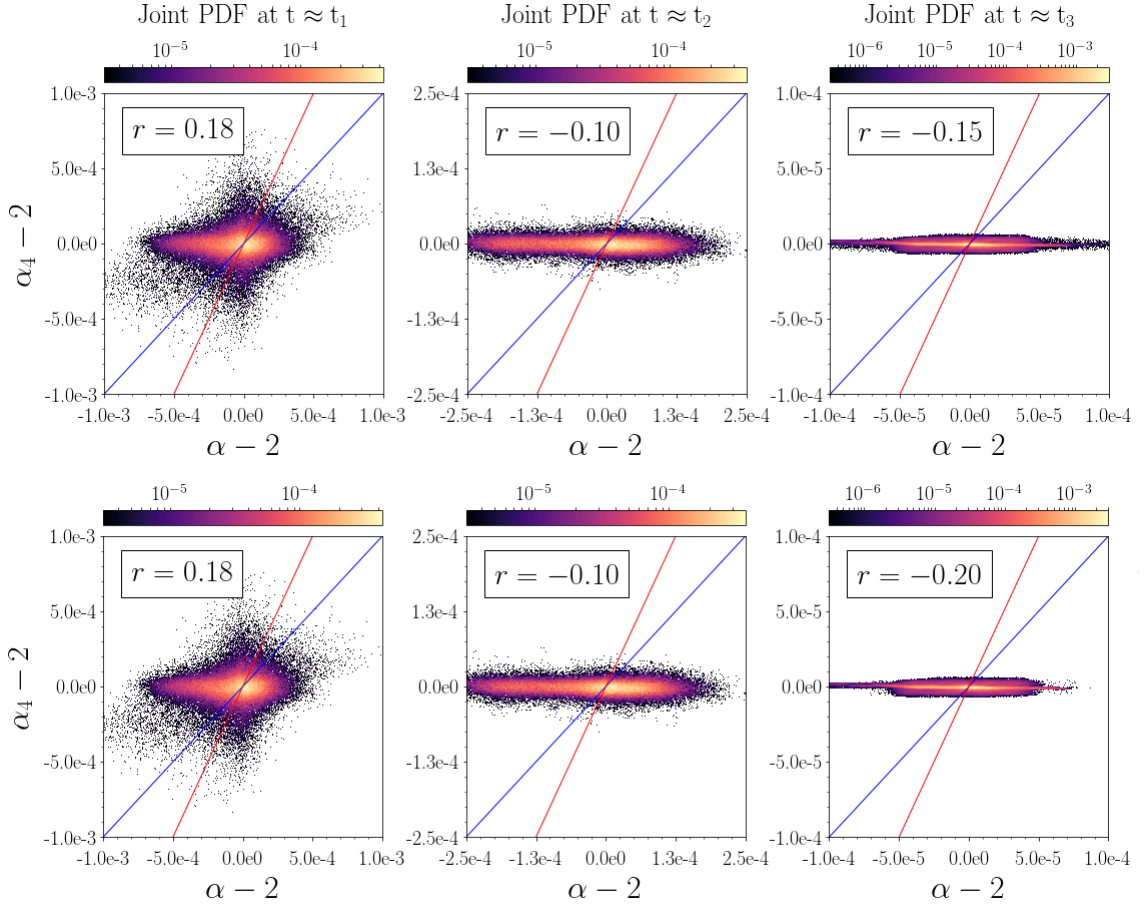 Joint PDF at t ≈ t₁ Joint PDF at t ≈ t₂ Joint PDF at t ≈ t₃
10⁻⁵ 10⁻⁴ 10⁻⁵ 10⁻⁴ 10⁻⁶ 10⁻⁵ 10⁻⁴ 10⁻³
1.0e-3 2.5e-4 1.0e-4
r = 0.18 r = −0.10 r = −0.15
5.0e-4 1.3e-4 5.0e-5
α₄ − 2
0.0e0 0.0e0 0.0e0
-5.0e-4 -1.3e-4 -5.0e-5
-1.0e-3 -2.5e-4 -1.0e-4
-1.0e-3 -5.0e-4 0.0e0 5.0e-4 1.0e-3 -2.5e-4 -1.3e-4 0.0e0 1.3e-4 2.5e-4 -1.0e-4 -5.0e-5 0.0e0 5.0e-5 1.0e-4
α − 2 α − 2 α − 2
10⁻⁵ 10⁻⁴ 10⁻⁵ 10⁻⁴ 10⁻⁶ 10⁻⁵ 10⁻⁴ 10⁻³
1.0e-3 2.5e-4 1.0e-4
r = 0.18 r = −0.10 r = −0.20
5.0e-4 1.3e-4 5.0e-5
α₄ − 2
0.0e0 0.0e0 0.0e0
-5.0e-4 -1.3e-4 -5.0e-5
-1.0e-3 -2.5e-4 -1.0e-4
-1.0e-3 -5.0e-4 0.0e0 5.0e-4 1.0e-3 -2.5e-4 -1.3e-4 0.0e0 1.3e-4 2.5e-4 -1.0e-4 -5.0e-5 0.0e0 5.0e-5 1.0e-4
α − 2 α − 2 α − 2